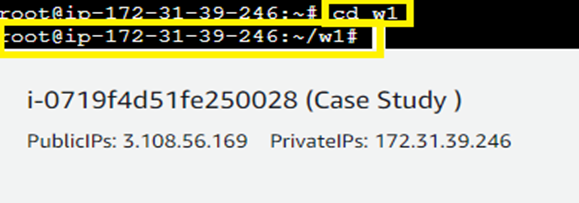 root@ip-172-31-39-246:~# cd w1
root@ip-172-31-39-246:~/w1#
i-0719f4d51fe250028 (Case Study )
PublicIPs: 3.108.56.169 PrivateIPs: 172.31.39.246